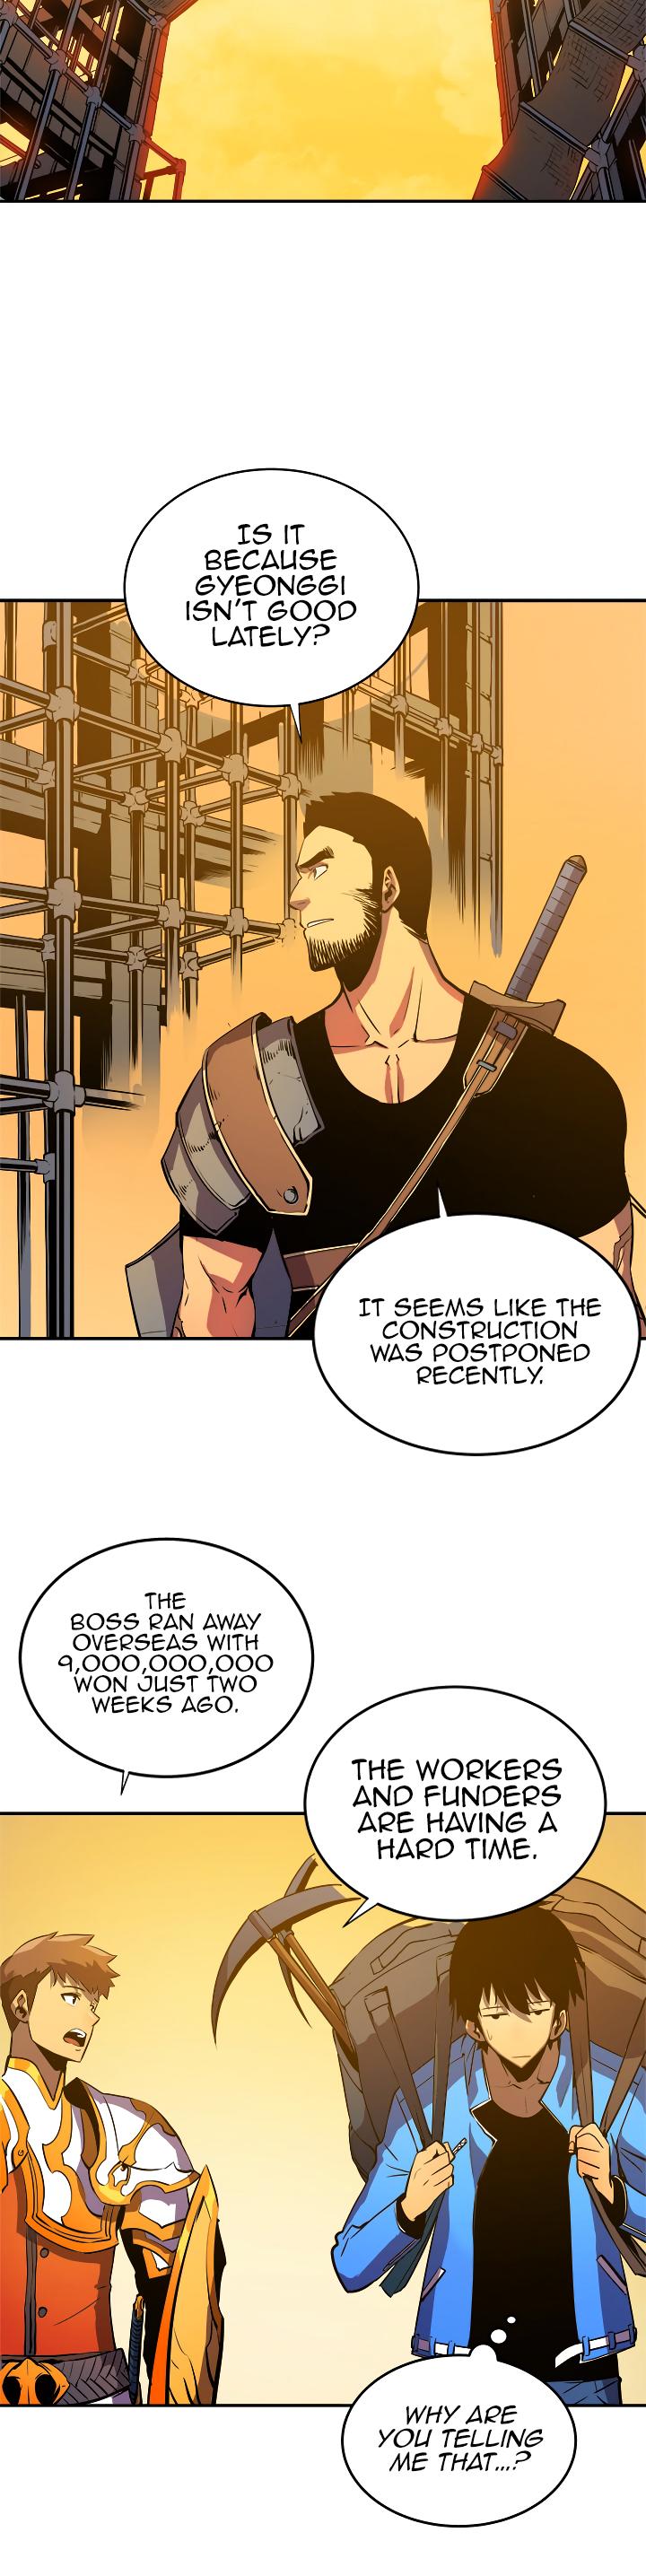 IS IT
BECAUSE
GYEONGGI
ISN'T GOOD
LATELY?
IT SEEMS LIKE THE
CONSTRUCTION
WAS POSTPONED
RECENTLY.
THE
BOSS RAN AWAY
OVERSEAS WITH
9,000,000,000
WON JUST TWO
WEEKS AGO.
THE WORKERS
AND FUNDERS
ARE HAVING A
HARD TIME.
WHY ARE
YOU TELLING
ME THAT...?